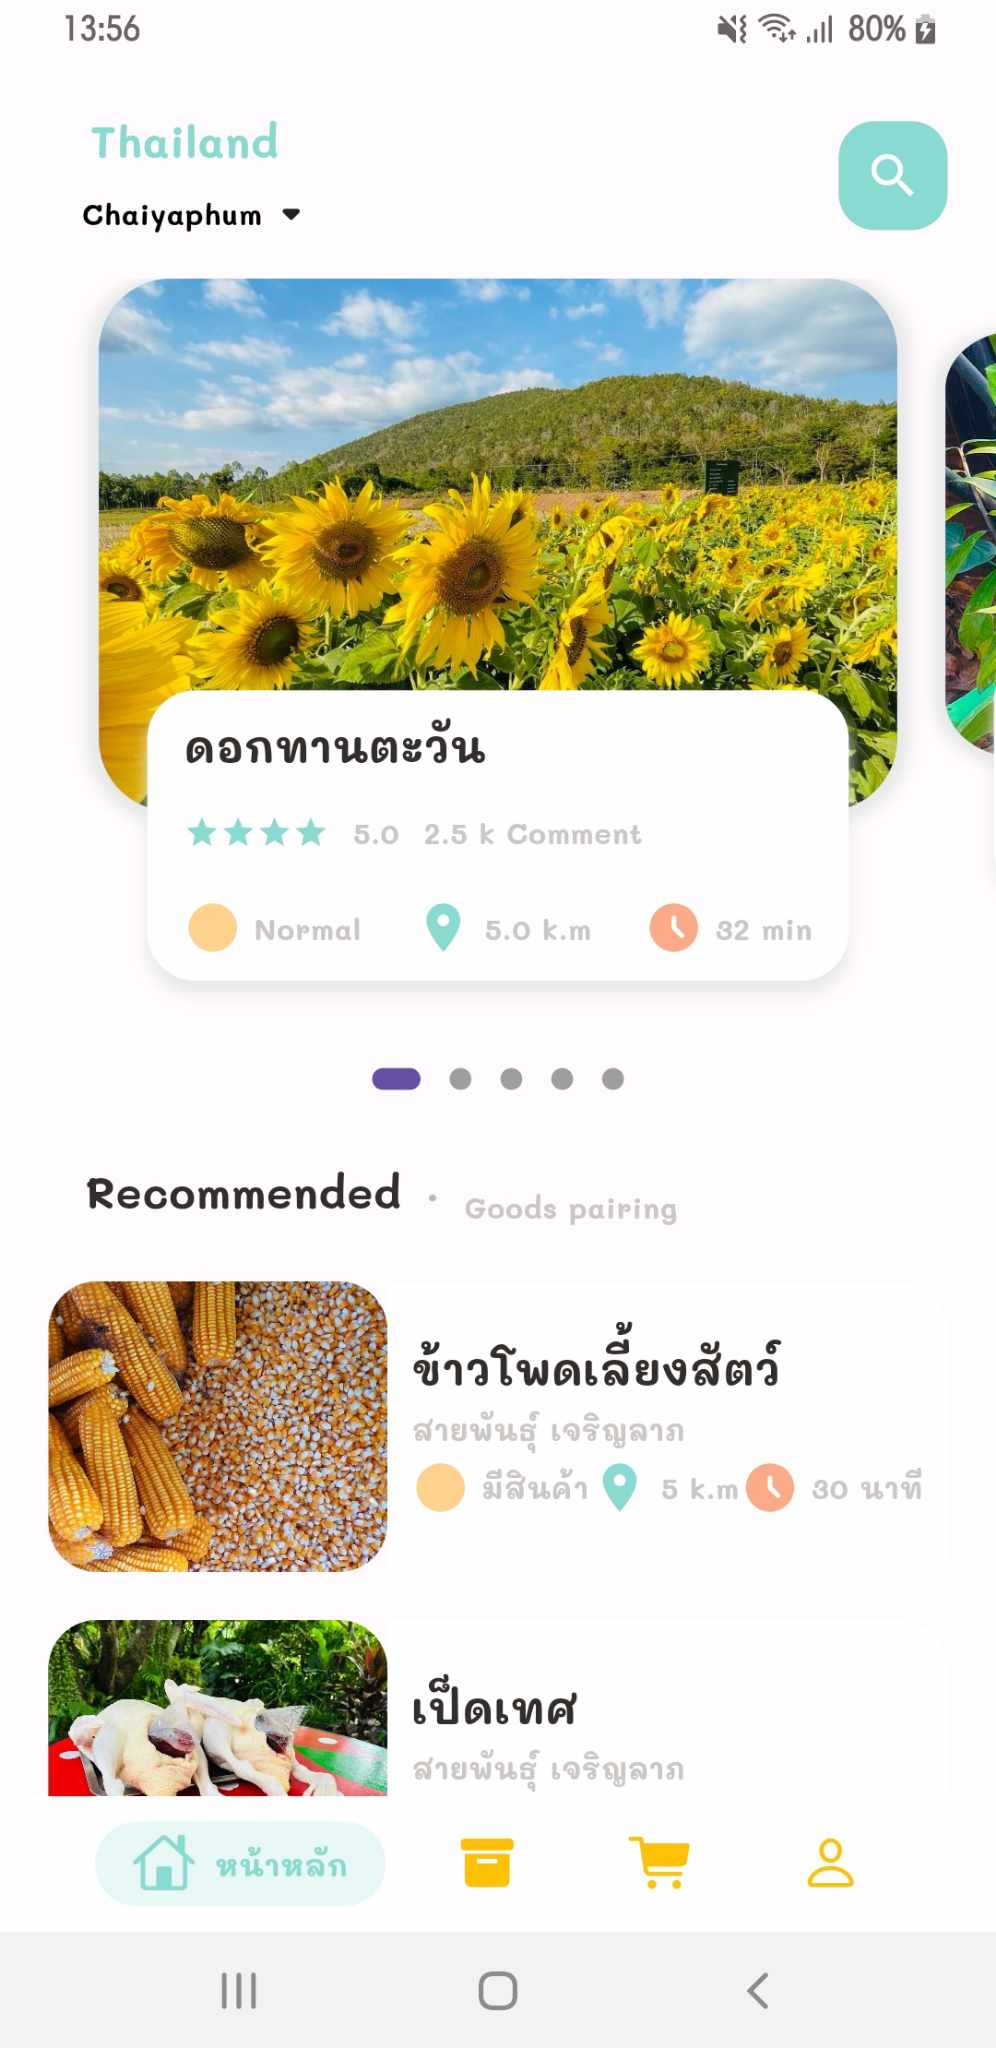 13:56 80%
Thailand
Chaiyaphum
ดอกทานตะวัน
5.0 2.5 k Comment
Normal 5.0 k.m 32 min
Recommended · Goods pairing
ข้าวโพดเลี้ยงสัตว์
สายพันธุ์ เจริญลาภ
มีสินค้า 5 k.m 30 นาที
เป็ดเทศ
สายพันธุ์ เจริญลาภ
หน้าหลัก